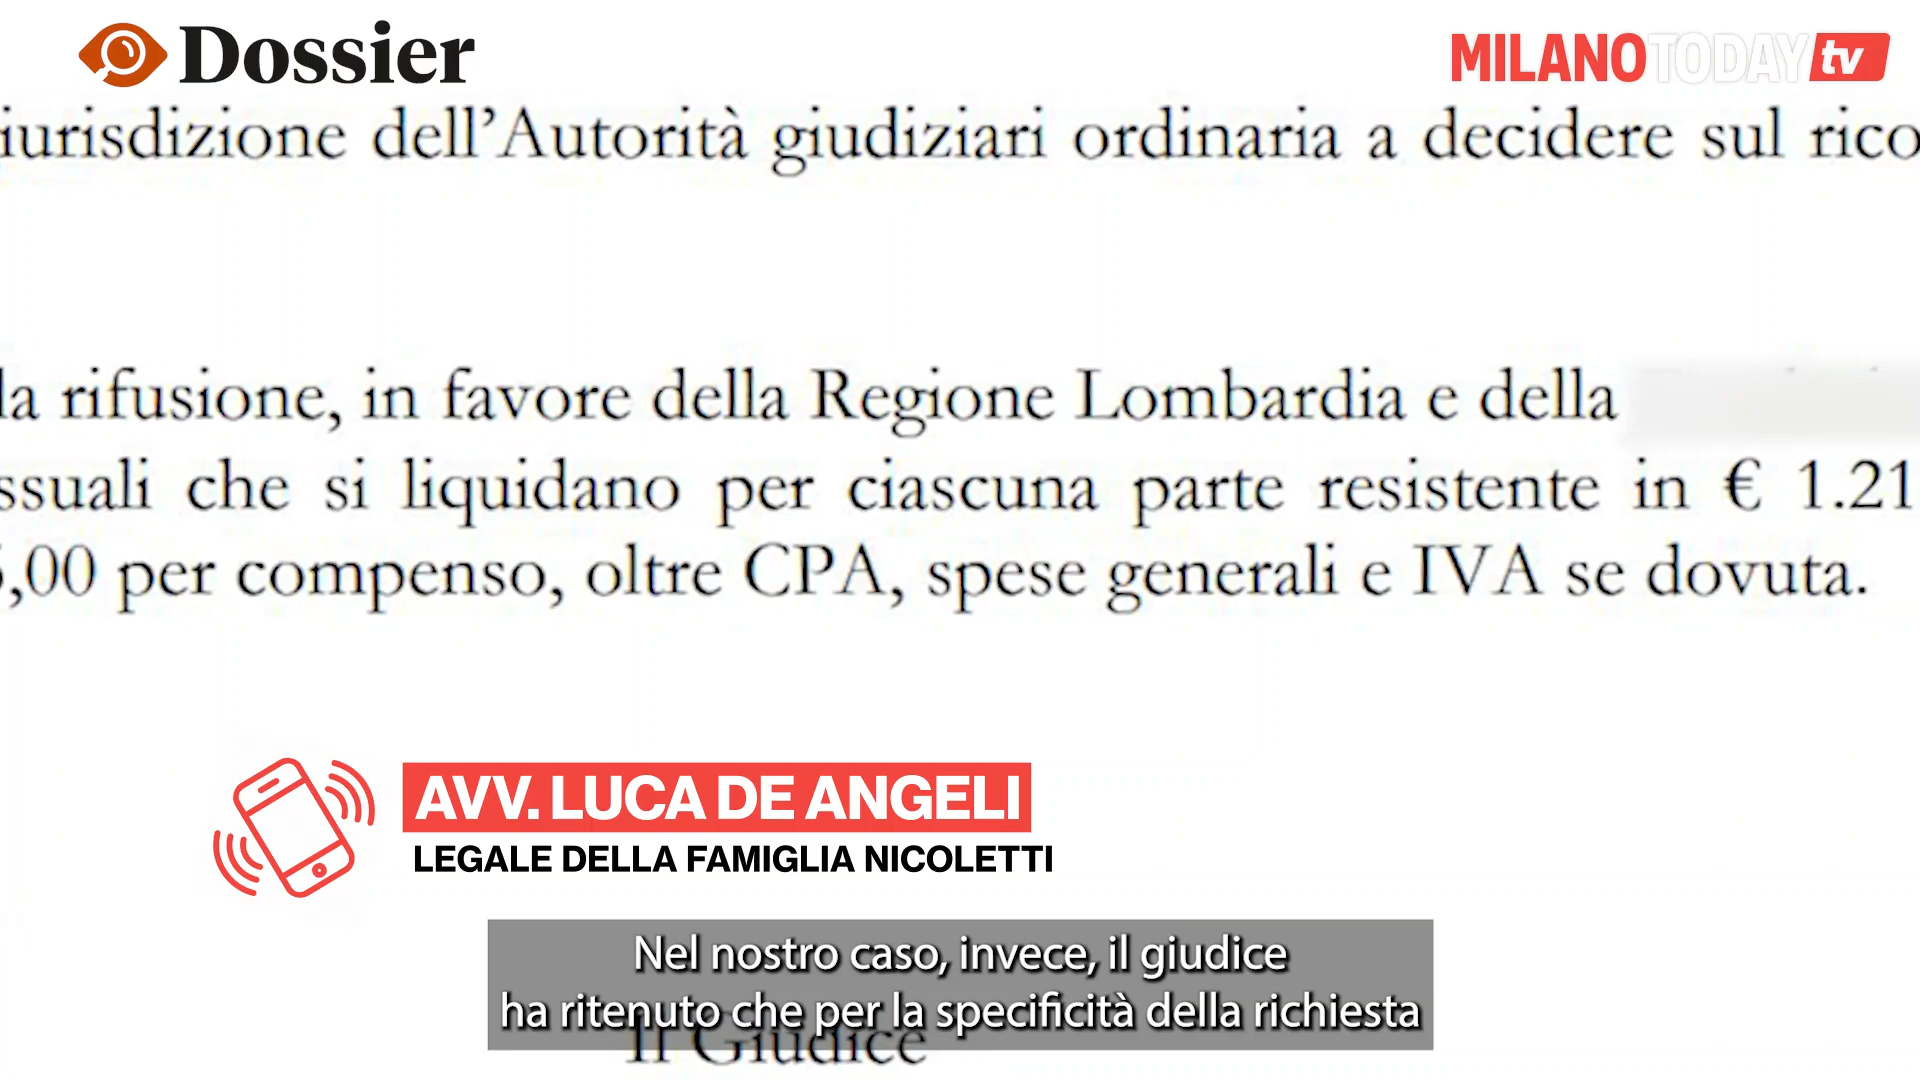 Dossier
MILANOTODAY tv
iurisdizione dell’Autorità giudiziari ordinaria a decidere sul rico
la rifusione, in favore della Regione Lombardia e della
ssuali che si liquidano per ciascuna parte resistente in € 1.21
,00 per compenso, oltre CPA, spese generali e IVA se dovuta.
AVV. LUCA DE ANGELI
LEGALE DELLA FAMIGLIA NICOLETTI
Nel nostro caso, invece, il giudice
ha ritenuto che per la specificità della richiesta
Il Giudice